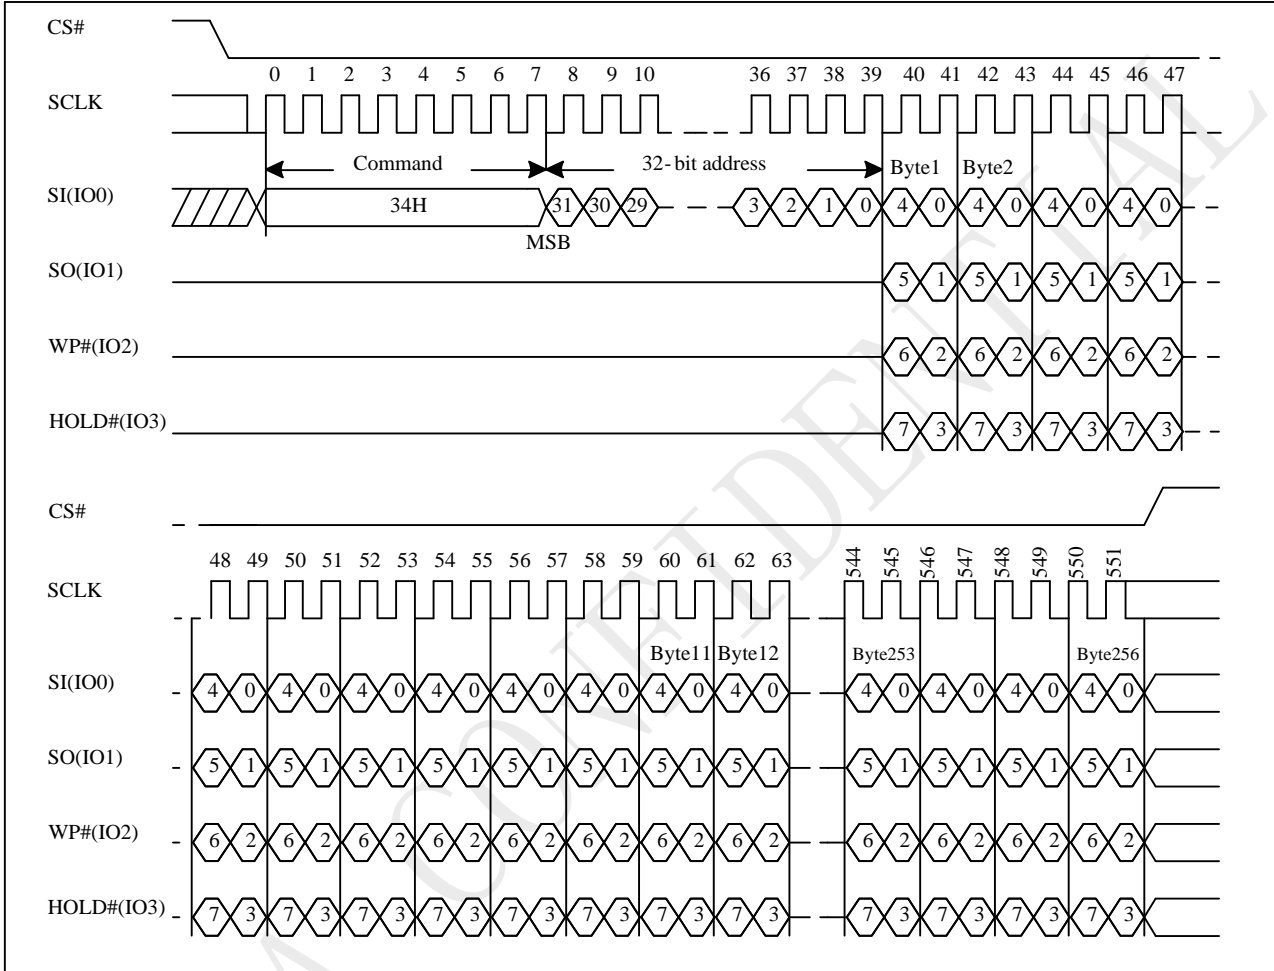 CS#
0 1 2 3 4 5 6 7 8 9 10 36 37 38 39 40 41 42 43 44 45 46 47
SCLK
Command 32-bit address Byte1 Byte2
SI(IO0) 34H 31 30 29 3 2 1 0 4 0 4 0 4 0 4 0
MSB
SO(IO1) 5 1 5 1 5 1 5 1
WP#(IO2) 6 2 6 2 6 2 6 2
HOLD#(IO3) 7 3 7 3 7 3 7 3
CS#
48 49 50 51 52 53 54 55 56 57 58 59 60 61 62 63 544 545 546 547 548 549 550 551
SCLK
Byte11 Byte12 Byte253 Byte256
SI(IO0) 4 0 4 0 4 0 4 0 4 0 4 0 4 0 4 0 4 0 4 0 4 0 4 0
SO(IO1) 5 1 5 1 5 1 5 1 5 1 5 1 5 1 5 1 5 1 5 1 5 1 5 1
WP#(IO2) 6 2 6 2 6 2 6 2 6 2 6 2 6 2 6 2 6 2 6 2 6 2 6 2
HOLD#(IO3) 7 3 7 3 7 3 7 3 7 3 7 3 7 3 7 3 7 3 7 3 7 3 7 3
CONFIDENTIAL